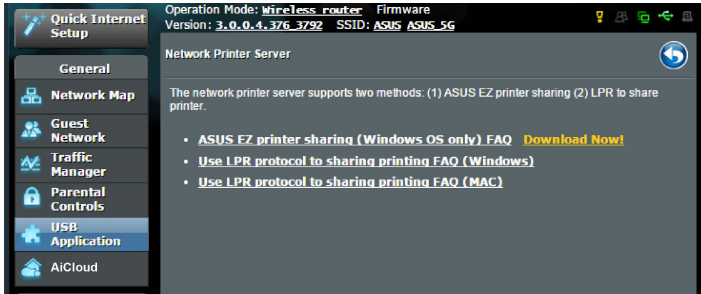 Quick Internet
Setup
Operation Mode: Wireless router Firmware
Version: 3.0.0.4.376_3792 SSID: ASUS ASUS_5G
General
Network Map
Guest
Network
Traffic
Manager
Parental
Controls
USB
Application
AiCloud
Network Printer Server
The network printer server supports two methods: (1) ASUS EZ printer sharing (2) LPR to share
printer.
• ASUS EZ printer sharing (Windows OS only) FAQ Download Now!
• Use LPR protocol to sharing printing FAQ (Windows)
• Use LPR protocol to sharing printing FAQ (MAC)